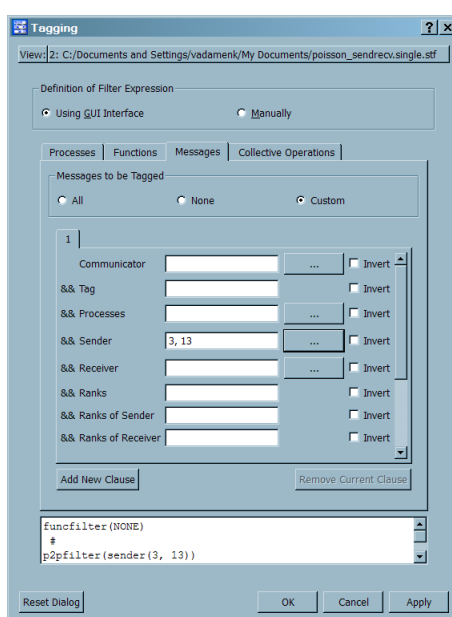 Tagging
View: 2: C:/Documents and Settings/vadamenk/My Documents/poisson_sendrecv.single.stf
Definition of Filter Expression
Using GUI Interface Manually
Processes Functions Messages Collective Operations
Messages to be Tagged
All None Custom
1
Communicator ... Invert
&& Tag Invert
&& Processes ... Invert
&& Sender 3, 13 ... Invert
&& Receiver ... Invert
&& Ranks Invert
&& Ranks of Sender Invert
&& Ranks of Receiver Invert
Add New Clause Remove Current Clause
funcfilter(NONE)
#
p2pfilter(sender(3, 13))
Reset Dialog OK Cancel Apply